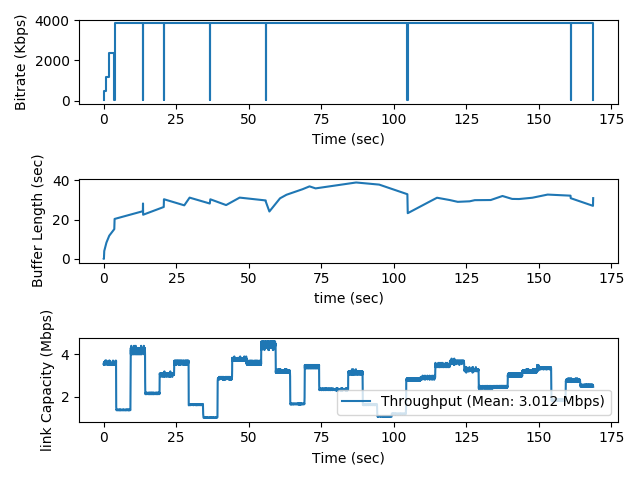 Bitrate (Kbps)
4000
2000
0
0 25 50 75 100 125 150 175
Time (sec)
Buffer Length (sec)
40
20
0
0 25 50 75 100 125 150 175
time (sec)
link Capacity (Mbps)
4
2
Throughput (Mean: 3.012 Mbps)
0 25 50 75 100 125 150 175
Time (sec)